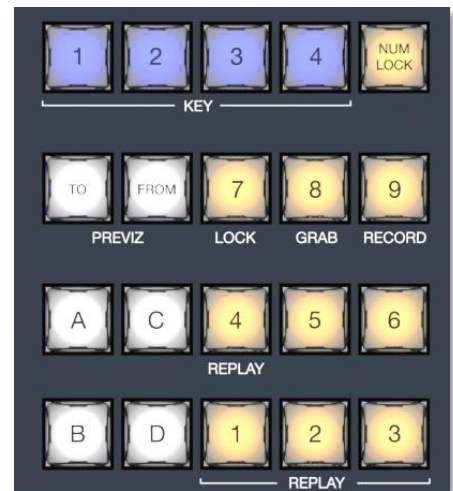 1 2 3 4 NUM LOCK
KEY
TO FROM 7 8 9
PREVIZ LOCK GRAB RECORD
A C 4 5 6
REPLAY
B D 1 2 3
REPLAY